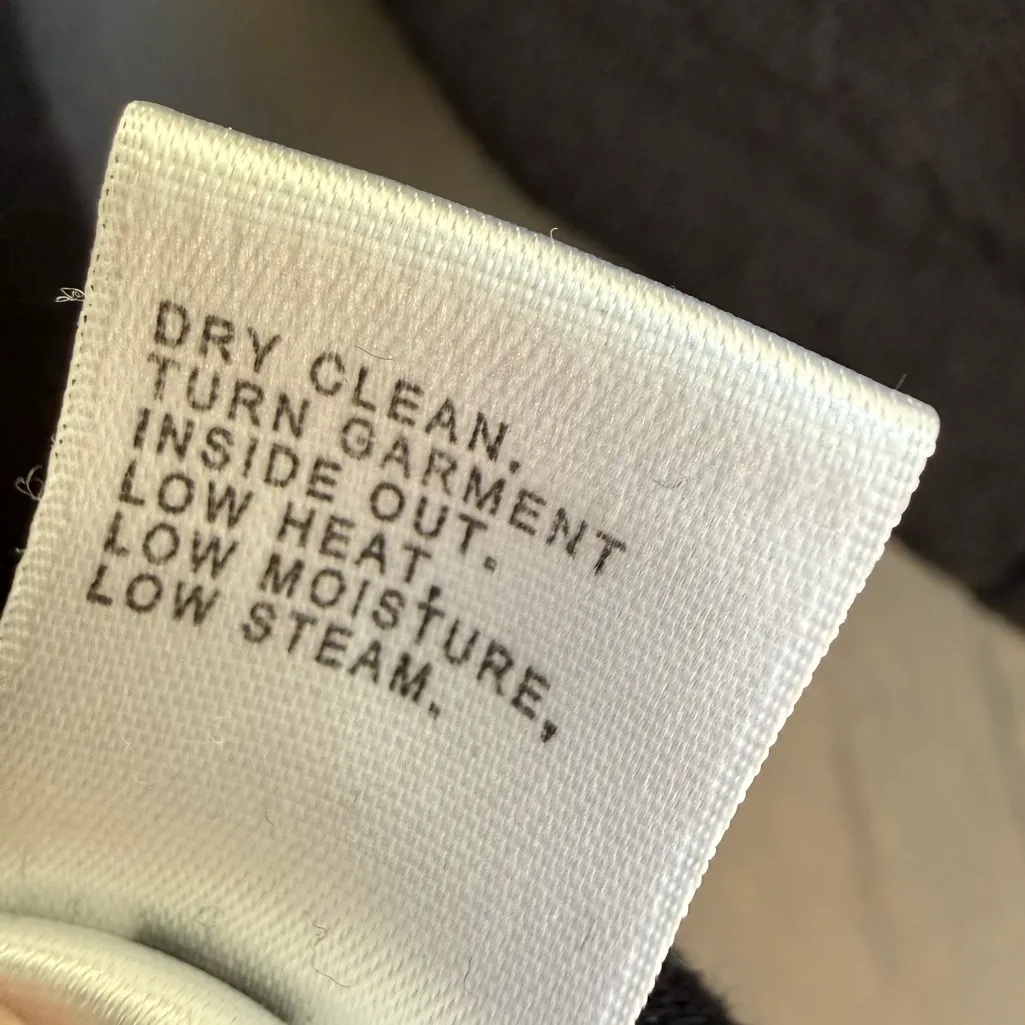 DRY CLEAN.
TURN GARMENT
INSIDE OUT.
LOW HEAT,
LOW MOISTURE,
LOW STEAM.